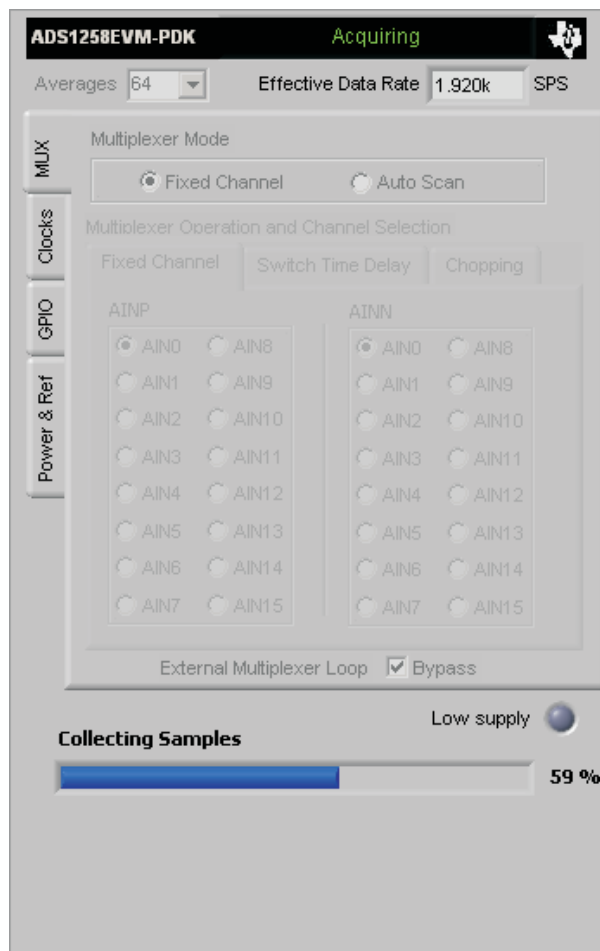 ADS1258EVM-PDK Acquiring
Averages 64 Effective Data Rate 1.920k SPS
MUX
Clocks
GPIO
Power & Ref
Multiplexer Mode
Fixed Channel Auto Scan
Multiplexer Operation and Channel Selection
Fixed Channel Switch Time Delay Chopping
AINP AINN
AIN0 AIN8 AIN0 AIN8
AIN1 AIN9 AIN1 AIN9
AIN2 AIN10 AIN2 AIN10
AIN3 AIN11 AIN3 AIN11
AIN4 AIN12 AIN4 AIN12
AIN5 AIN13 AIN5 AIN13
AIN6 AIN14 AIN6 AIN14
AIN7 AIN15 AIN7 AIN15
External Multiplexer Loop Bypass
Low supply
Collecting Samples
59 %